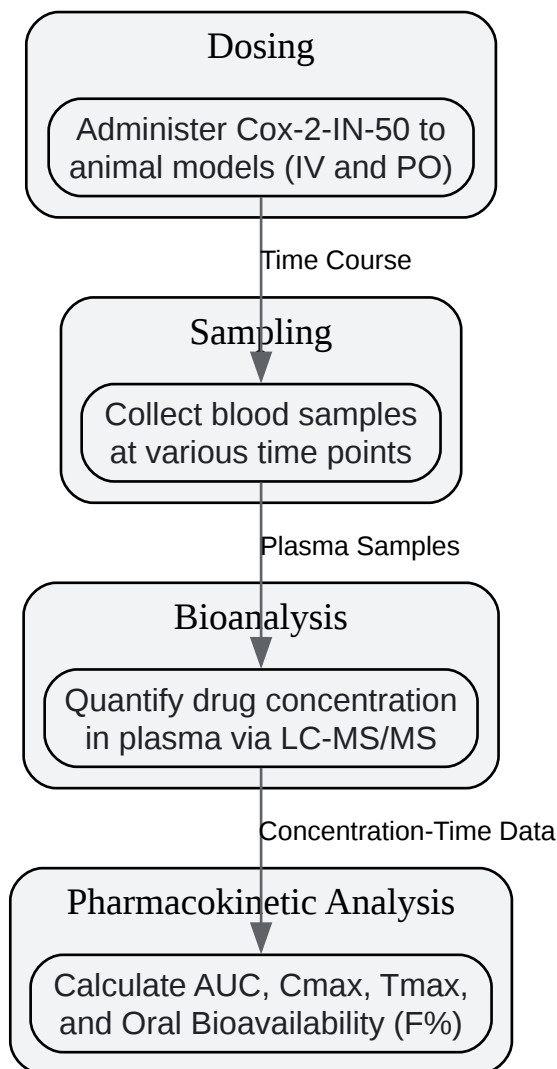 Dosing
Administer Cox-2-IN-50 to
animal models (IV and PO)
Time Course
Sampling
Collect blood samples
at various time points
Plasma Samples
Bioanalysis
Quantify drug concentration
in plasma via LC-MS/MS
Concentration-Time Data
Pharmacokinetic Analysis
Calculate AUC, Cmax, Tmax,
and Oral Bioavailability (F%)